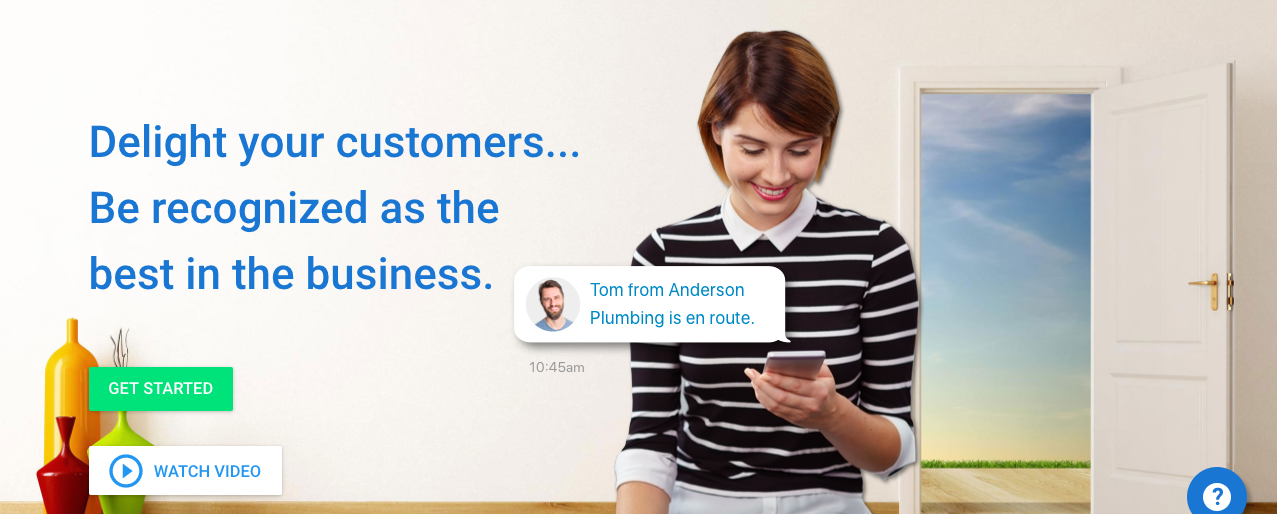 Delight your customers...
Be recognized as the
best in the business.
Tom from Anderson
Plumbing is en route.
10:45am
GET STARTED
WATCH VIDEO
?